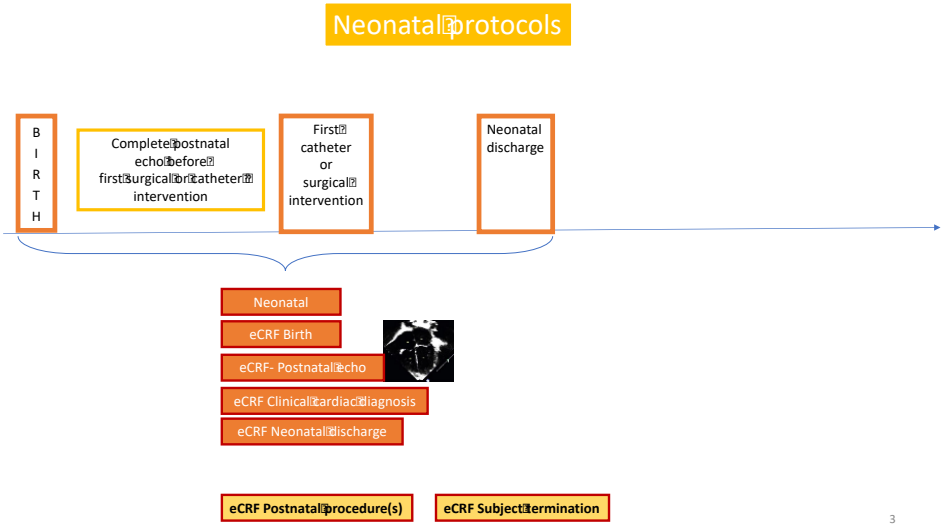 Neonatal protocols
B
I
R
T
H
Complete postnatal
echo before
first surgical or catheter
intervention
First
catheter
or
surgical
intervention
Neonatal
discharge
Neonatal
eCRF Birth
eCRF- Postnatal echo
eCRF Clinical cardiac diagnosis
eCRF Neonatal discharge
eCRF Postnatal procedure(s)
eCRF Subject termination
3